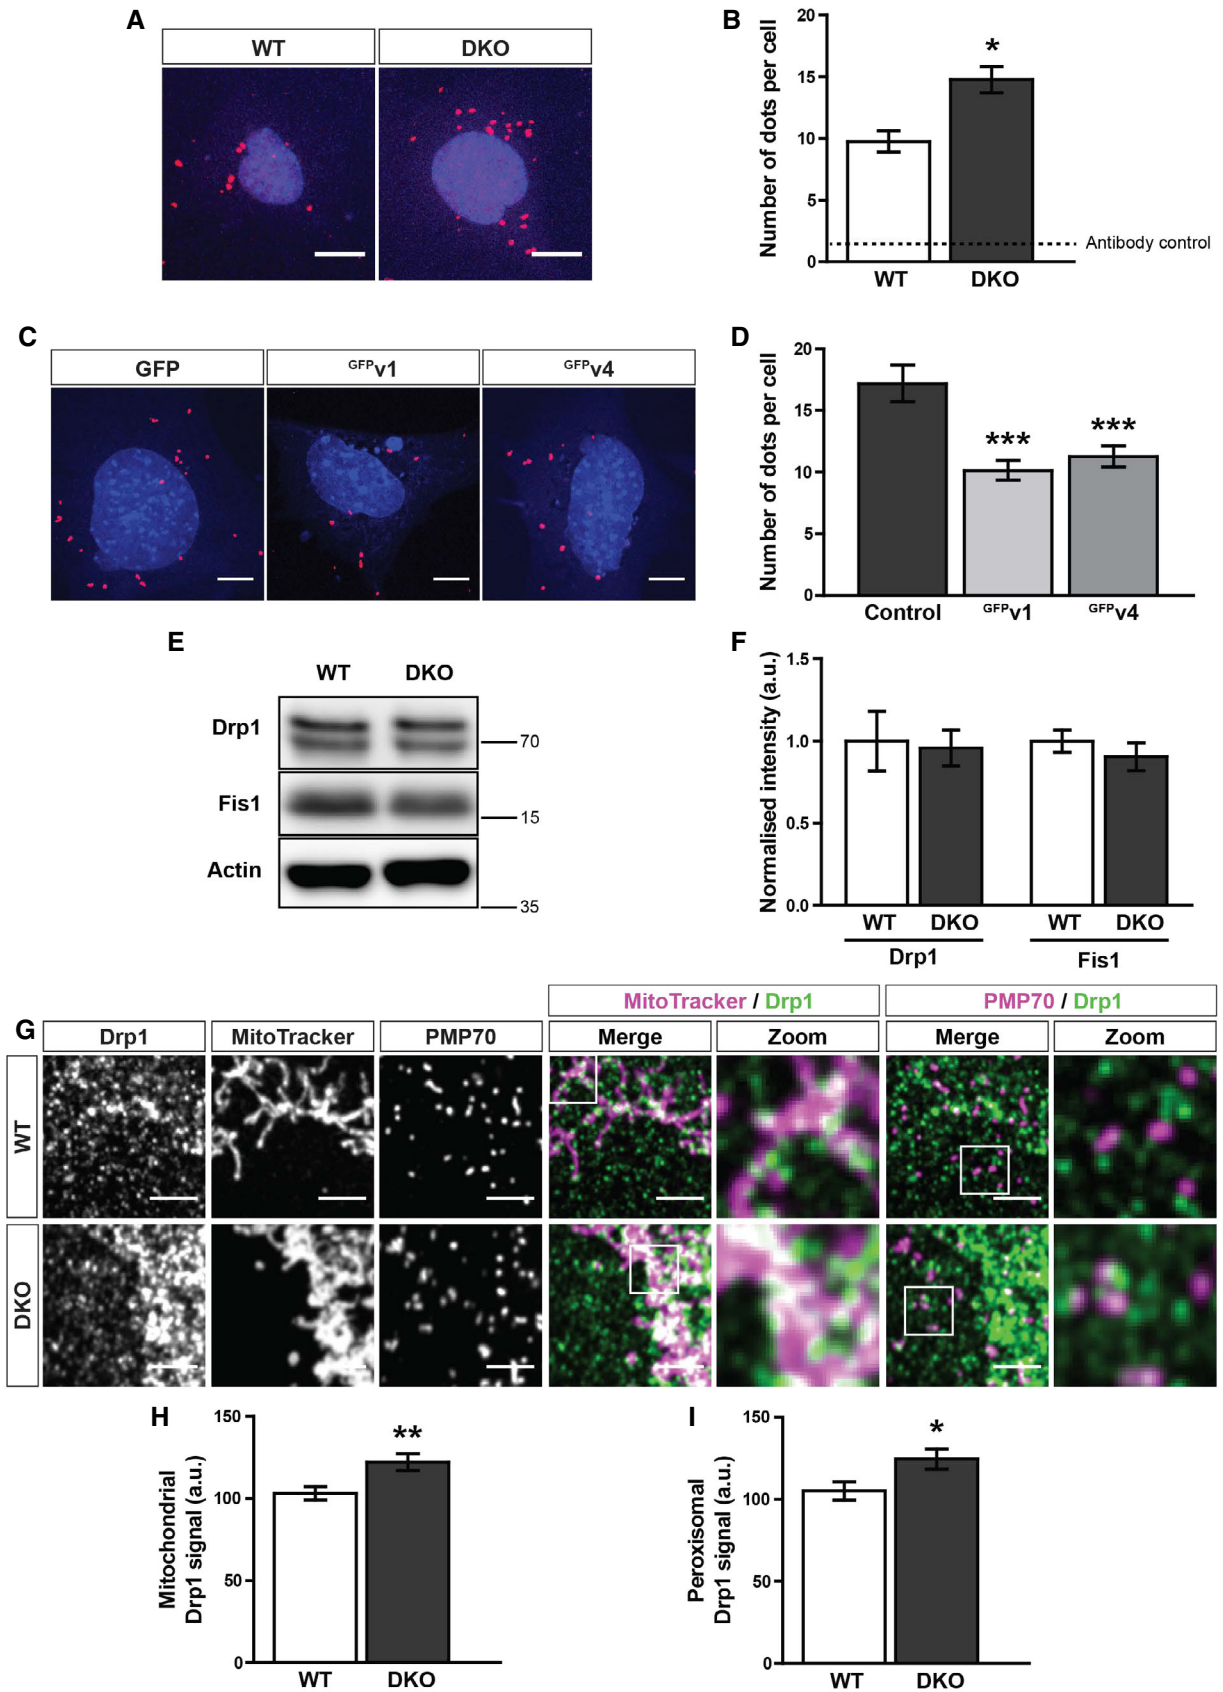 A
WT DKO
B
Number of dots per cell
20
15
10
5
0
*
Antibody control
WT DKO
C
GFP GFPv1 GFPv4
D
Number of dots per cell
20
15
10
5
0
*** ***
Control GFPv1 GFPv4
E
WT DKO
Drp1
70
Fis1
15
Actin
35
F
Normalised intensity (a.u.)
1.5
1.0
0.5
0.0
WT DKO WT DKO
Drp1 Fis1
G
MitoTracker / Drp1 PMP70 / Drp1
Drp1 MitoTracker PMP70 Merge Zoom Merge Zoom
WT
DKO
H
Mitochondrial
Drp1 signal (a.u.)
150
100
50
0
**
WT DKO
I
Peroxisomal
Drp1 signal (a.u.)
150
100
50
0
*
WT DKO